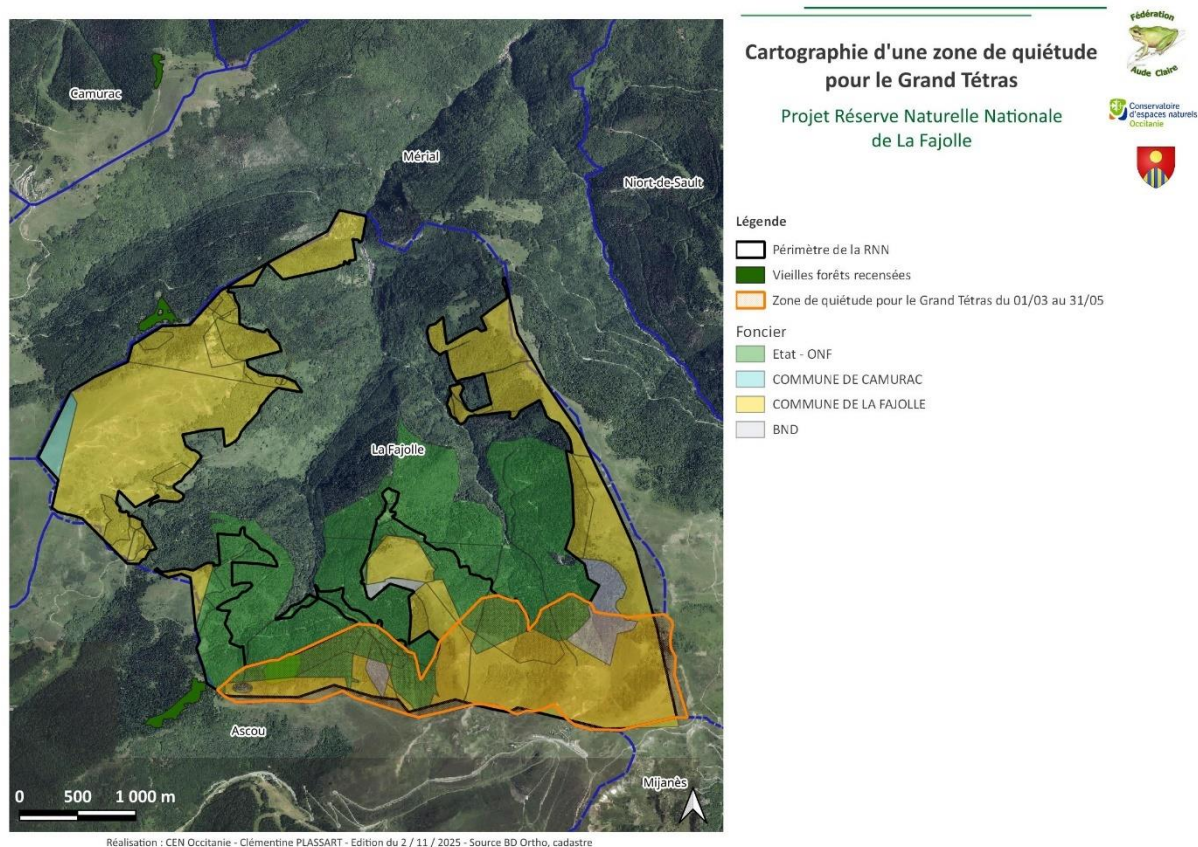 Cartographie d'une zone de quiétude
pour le Grand Tétras
Projet Réserve Naturelle Nationale
de La Fajolle
Fédération
Aude Claire
Conservatoire
d'espaces naturels
Occitanie
Camurac
Mérial
Niort-de-Sault
La Fajolle
Ascou
Mijanès
0 500 1 000 m
Légende
Périmètre de la RNN
Vieilles forêts recensées
Zone de quiétude pour le Grand Tétras du 01/03 au 31/05
Foncier
Etat - ONF
COMMUNE DE CAMURAC
COMMUNE DE LA FAJOLLE
BND
Réalisation : CEN Occitanie - Clémentine PLASSART - Edition du 2 / 11 / 2025 - Source BD Ortho, cadastre